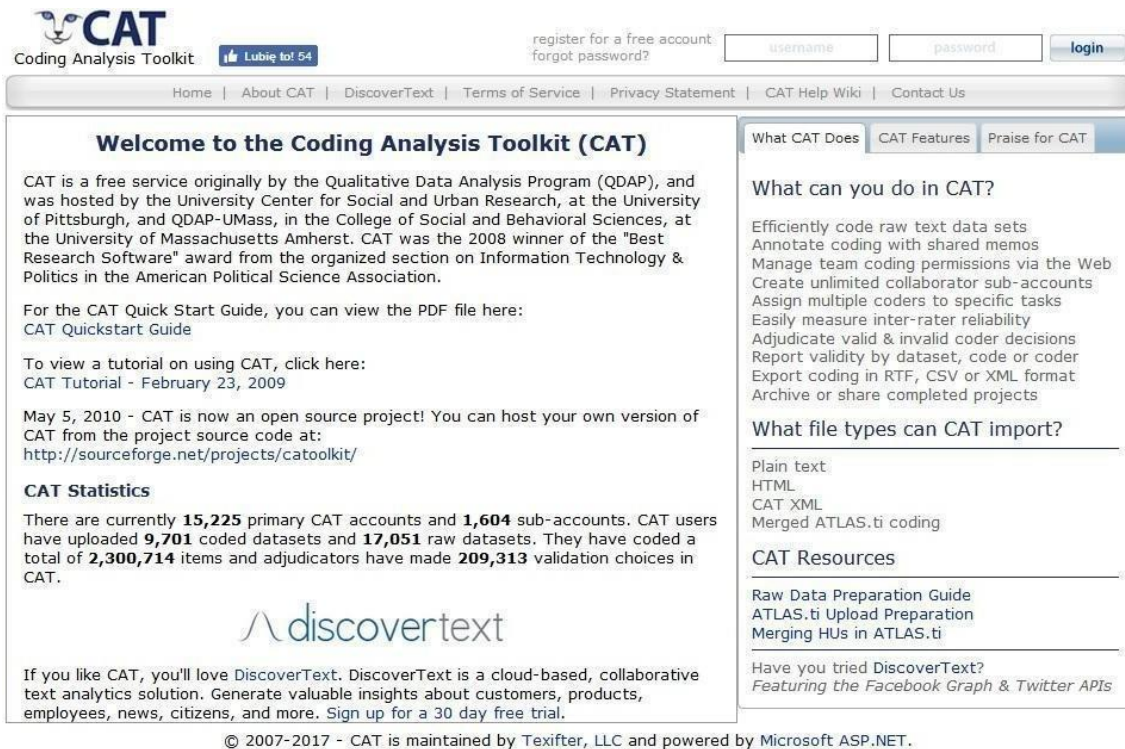 CAT
Coding Analysis Toolkit
Lubię to! 54
register for a free account
forgot password?
username
password
login
Home | About CAT | DiscoverText | Terms of Service | Privacy Statement | CAT Help Wiki | Contact Us
Welcome to the Coding Analysis Toolkit (CAT)
CAT is a free service originally by the Qualitative Data Analysis Program (QDAP), and
was hosted by the University Center for Social and Urban Research, at the University
of Pittsburgh, and QDAP-UMass, in the College of Social and Behavioral Sciences, at
the University of Massachusetts Amherst. CAT was the 2008 winner of the "Best
Research Software" award from the organized section on Information Technology &
Politics in the American Political Science Association.
For the CAT Quick Start Guide, you can view the PDF file here:
CAT Quickstart Guide
To view a tutorial on using CAT, click here:
CAT Tutorial - February 23, 2009
May 5, 2010 - CAT is now an open source project! You can host your own version of
CAT from the project source code at:
http://sourceforge.net/projects/catoolkit/
CAT Statistics
There are currently 15,225 primary CAT accounts and 1,604 sub-accounts. CAT users
have uploaded 9,701 coded datasets and 17,051 raw datasets. They have coded a
total of 2,300,714 items and adjudicators have made 209,313 validation choices in
CAT.
discovertext
If you like CAT, you'll love DiscoverText. DiscoverText is a cloud-based, collaborative
text analytics solution. Generate valuable insights about customers, products,
employees, news, citizens, and more. Sign up for a 30 day free trial.
What CAT Does
CAT Features
Praise for CAT
What can you do in CAT?
Efficiently code raw text data sets
Annotate coding with shared memos
Manage team coding permissions via the Web
Create unlimited collaborator sub-accounts
Assign multiple coders to specific tasks
Easily measure inter-rater reliability
Adjudicate valid & invalid coder decisions
Report validity by dataset, code or coder
Export coding in RTF, CSV or XML format
Archive or share completed projects
What file types can CAT import?
Plain text
HTML
CAT XML
Merged ATLAS.ti coding
CAT Resources
Raw Data Preparation Guide
ATLAS.ti Upload Preparation
Merging HUs in ATLAS.ti
Have you tried DiscoverText?
Featuring the Facebook Graph & Twitter APIs
© 2007-2017 - CAT is maintained by Texifter, LLC and powered by Microsoft ASP.NET.